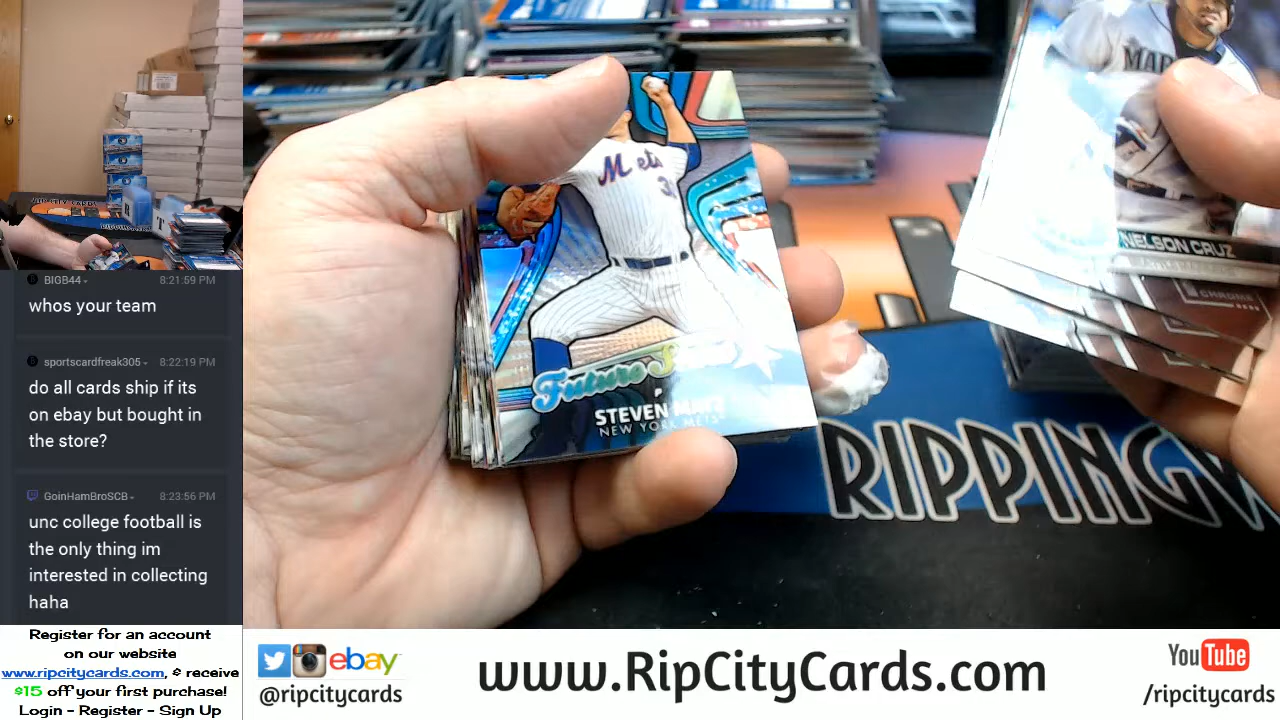 BIGB44 8:21:59 PM
whos your team
sportscardfreak305 8:22:19 PM
do all cards ship if its
on ebay but bought in
the store?
GoinHamBroSCB 8:23:56 PM
unc college football is
the only thing im
interested in collecting
haha
Register for an account
on our website
www.ripcitycards.com, & receive
$15 off your first purchase!
Login - Register - Sign Up
Mets
Future
STEVEN
NEW YORK METS
MAR
NELSON CRUZ
CHROME
RIPPING
ebay
@ripcitycards
www.RipCityCards.com
YouTube
/ripcitycards